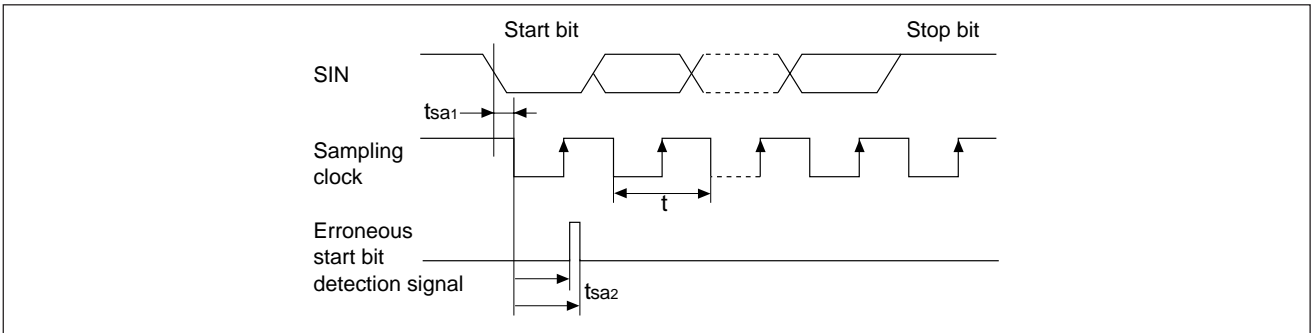 Start bit
Stop bit
SIN
tsa1
Sampling
clock
t
Erroneous
start bit
detection signal
tsa2